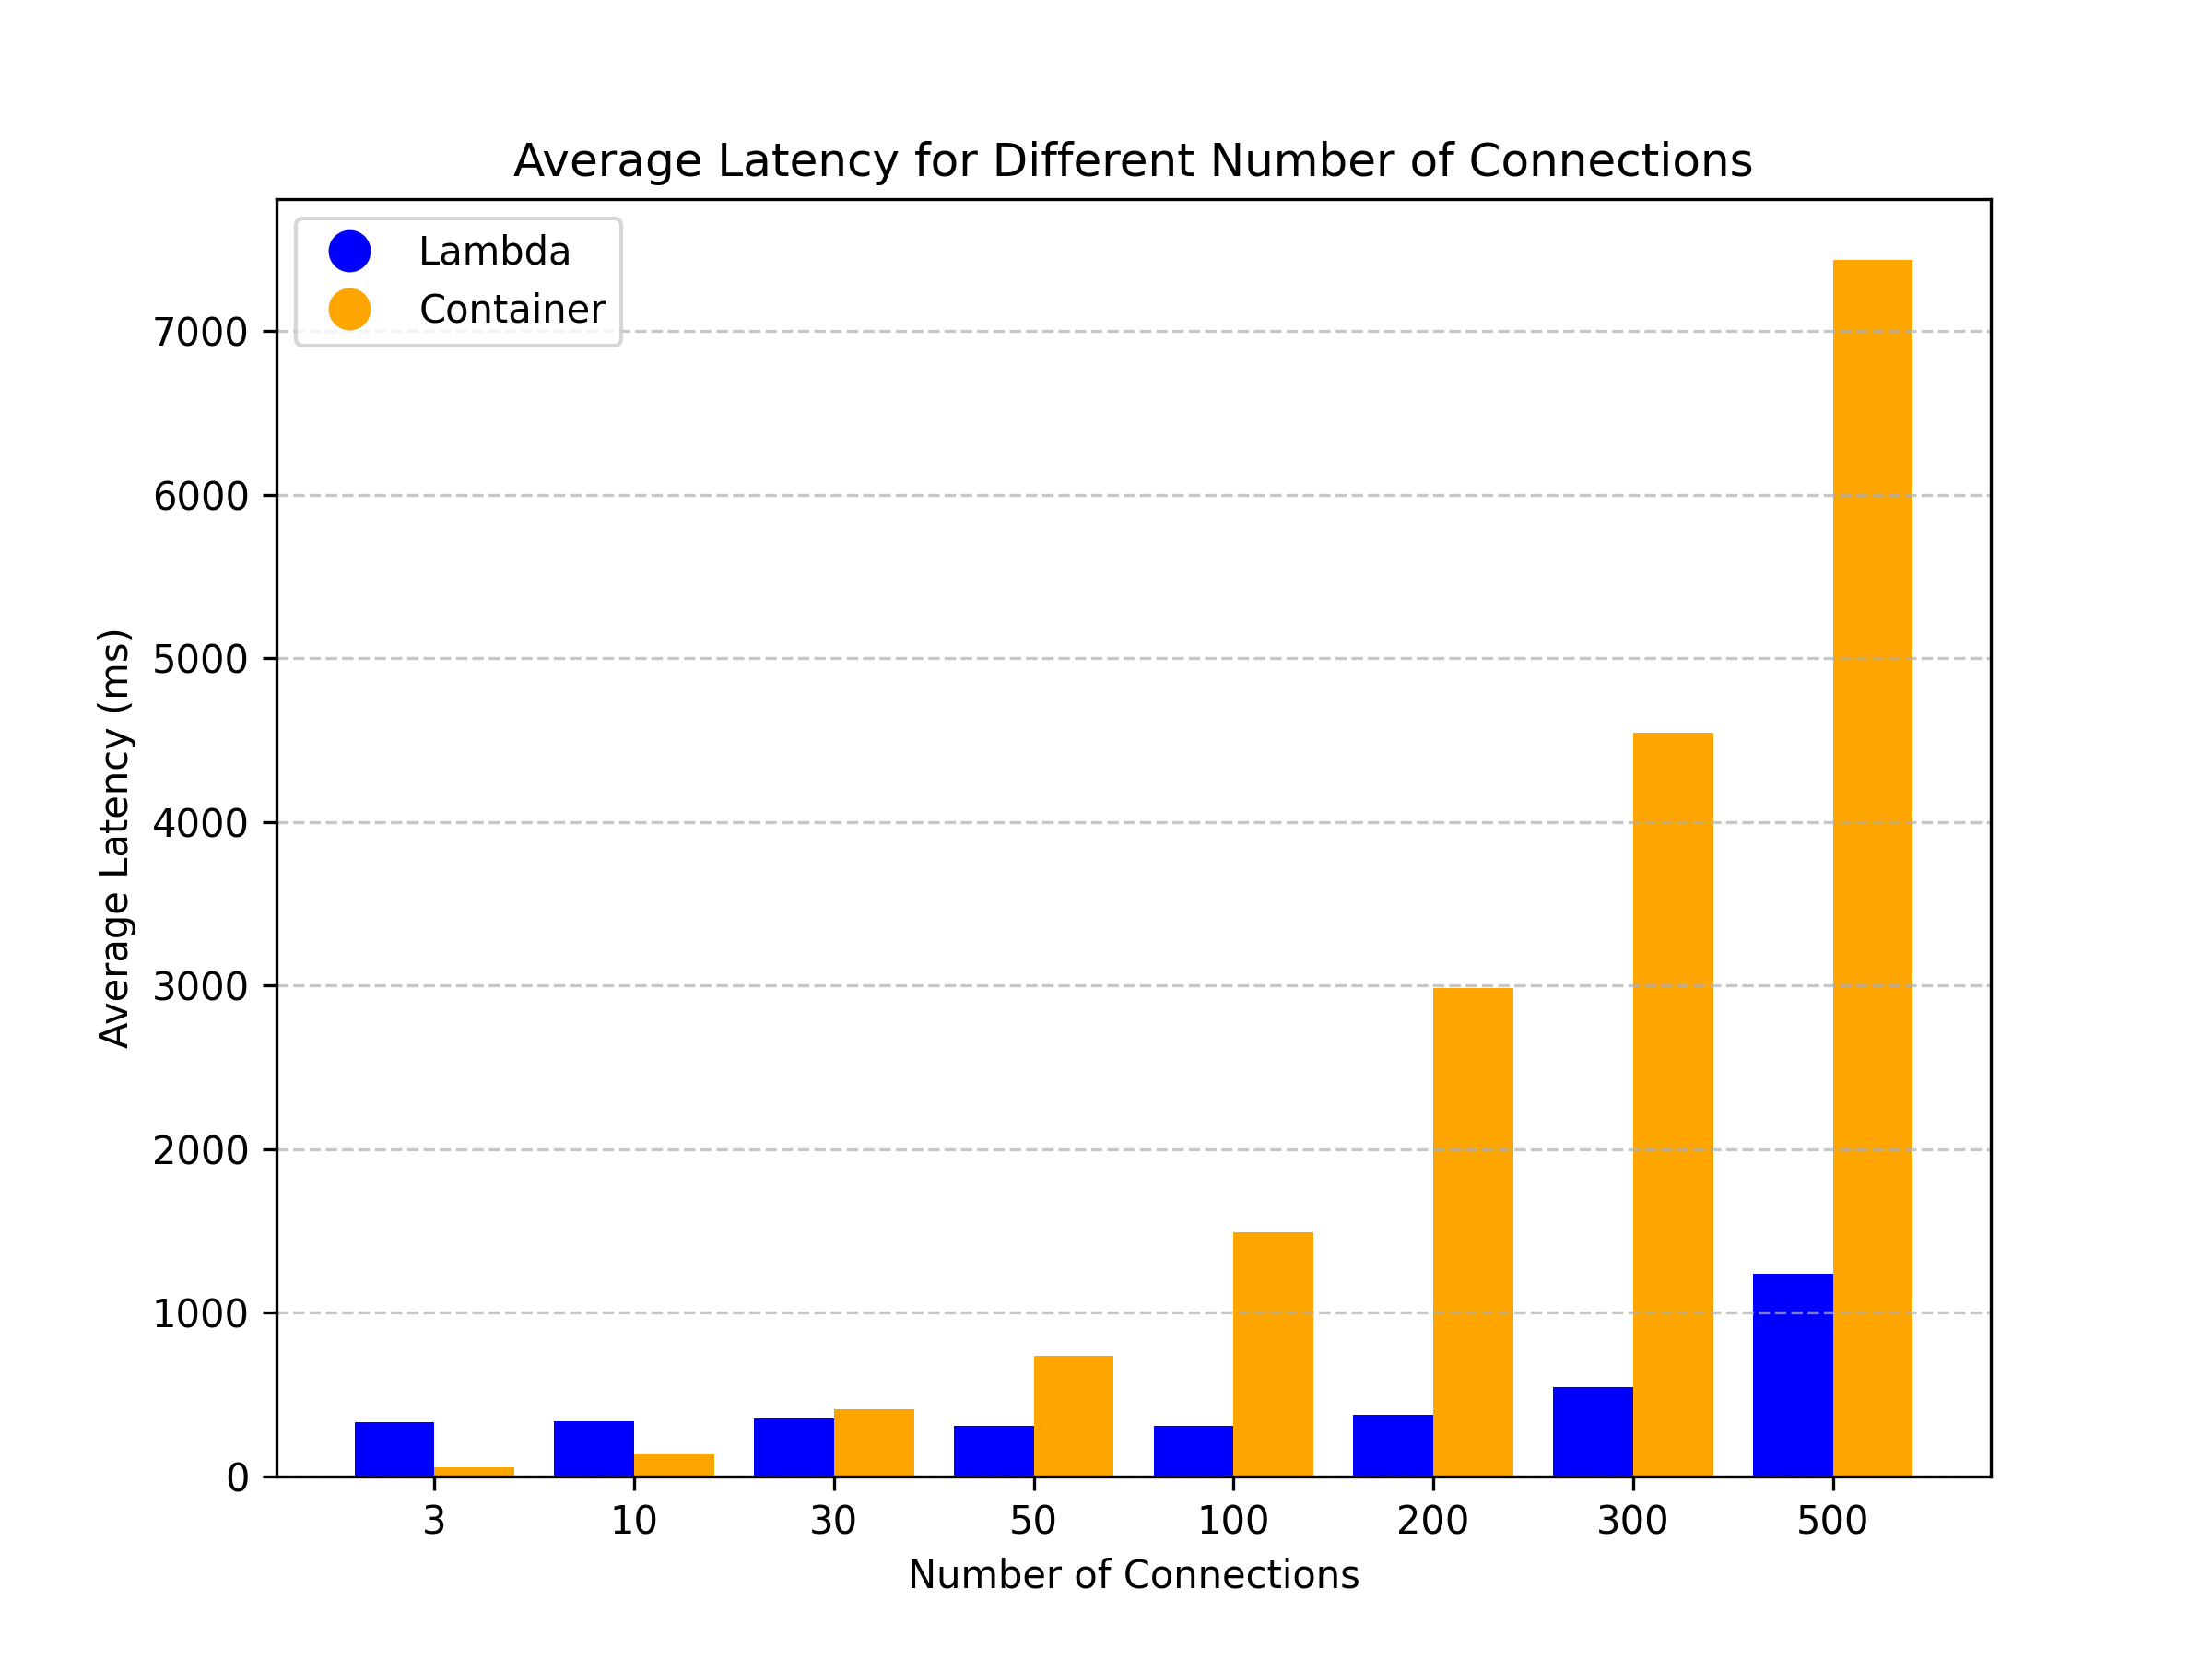 Average Latency for Different Number of Connections
Lambda
Container
7000
6000
5000
4000
3000
2000
1000
0
Average Latency (ms)
3 10 30 50 100 200 300 500
Number of Connections